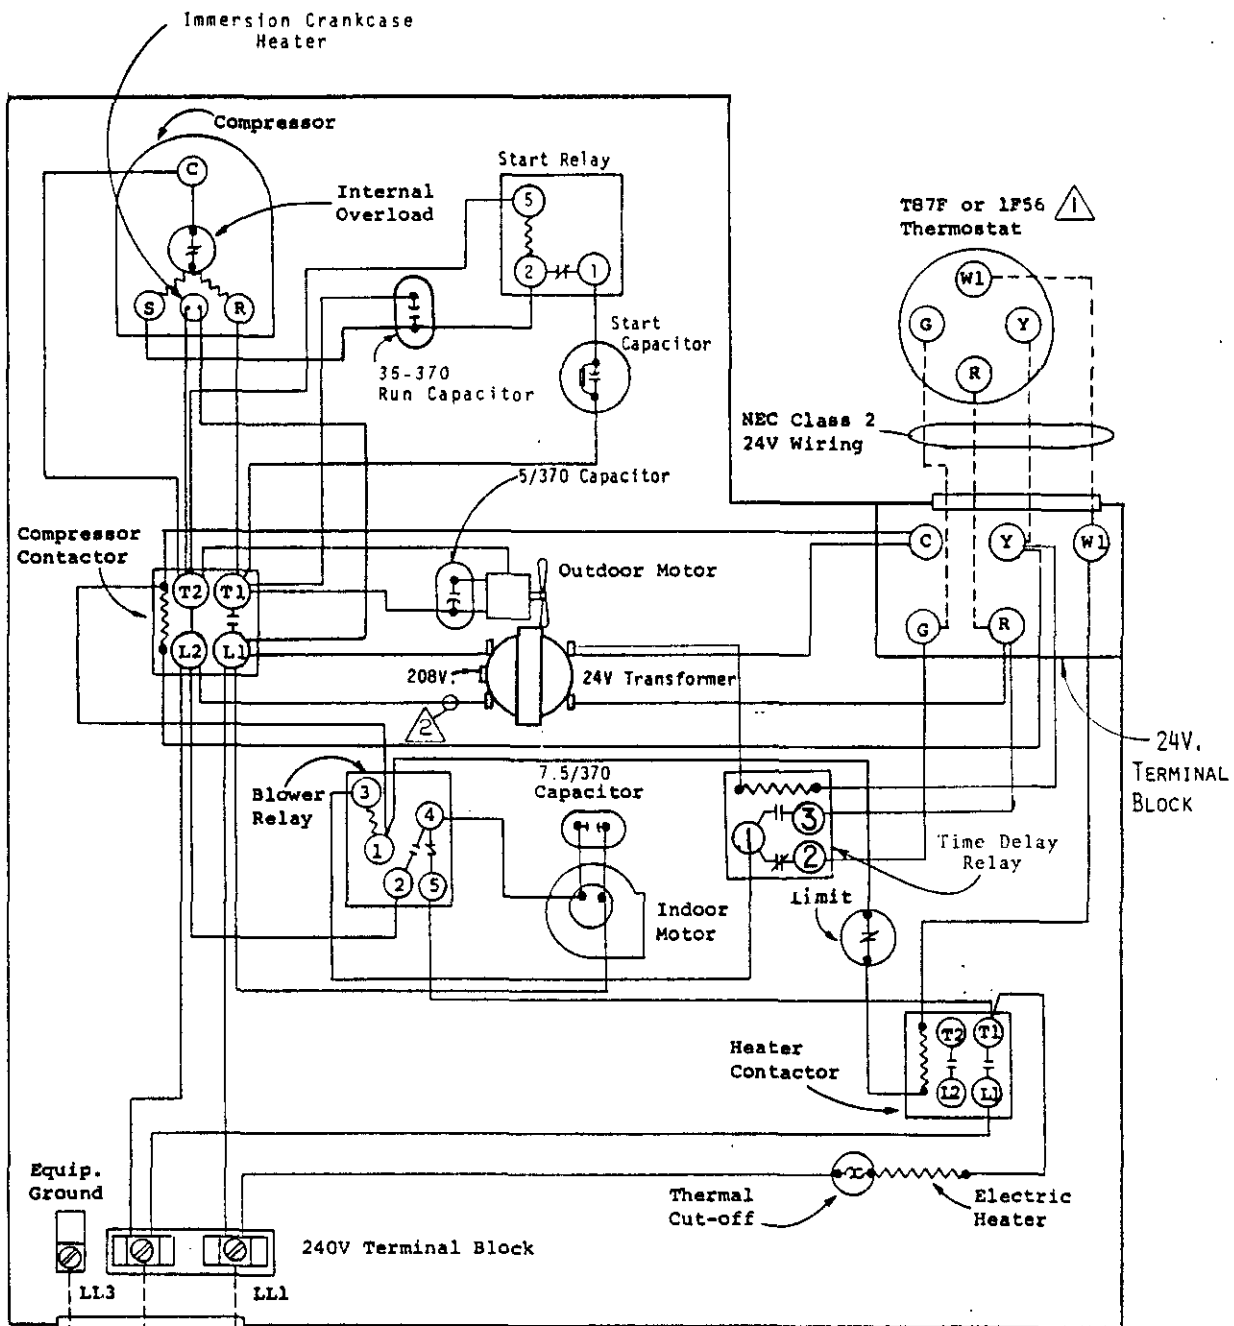 Immersion Crankcase
Heater
Compressor
C
Internal
Overload
S
R
Start Relay
5
2
1
Start
Capacitor
35-370
Run Capacitor
T87F or 1F56
Thermostat
1
W1
G
Y
R
NEC Class 2
24V Wiring
5/370 Capacitor
Compressor
Contactor
T2
T1
L2
L1
Outdoor Motor
208V.
24V Transformer
2
C
Y
W1
G
R
24V.
TERMINAL
BLOCK
Blower
Relay
3
4
1
2
5
7.5/370
Capacitor
Indoor
Motor
1
3
2
Time Delay
Relay
Limit
Heater
Contactor
T2
T1
L2
L1
Thermal
Cut-off
Electric
Heater
Equip.
Ground
240V Terminal Block
LL3
LL1